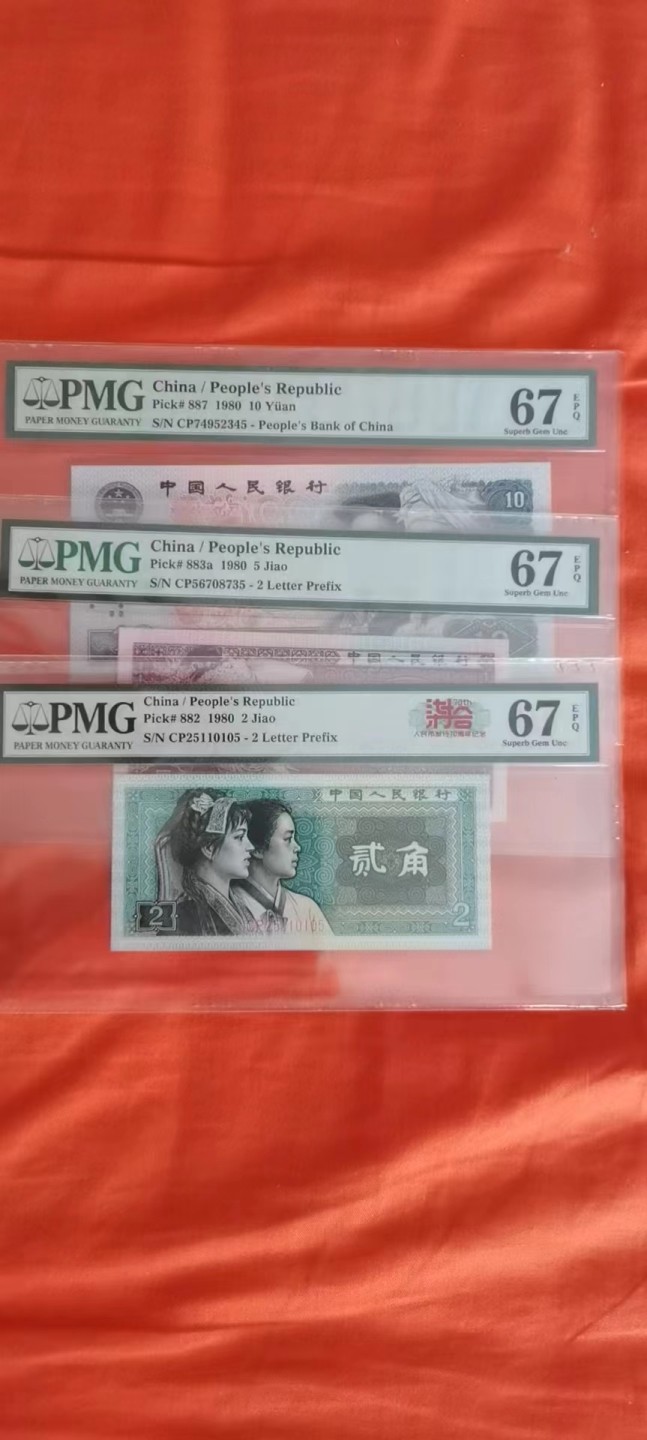 PMG
PAPER MONEY GUARANTY
China / People's Republic
Pick# 887 1980 10 Yüan
S/N CP74952345 - People's Bank of China
67
EPQ
Superb Gem Unc
中国人民银行
10
PMG
PAPER MONEY GUARANTY
China / People's Republic
Pick# 883a 1980 5 Jiao
S/N CP56708735 - 2 Letter Prefix
67
EPQ
Superb Gem Unc
中国人民银行
PMG
PAPER MONEY GUARANTY
China / People's Republic
Pick# 882 1980 2 Jiao
S/N CP25110105 - 2 Letter Prefix
67
EPQ
Superb Gem Unc
中国人民银行
贰角
2
CP25110105
2